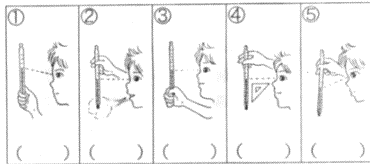 ① ② ③ ④ ⑤
(　) (　) (　) (　) (　)